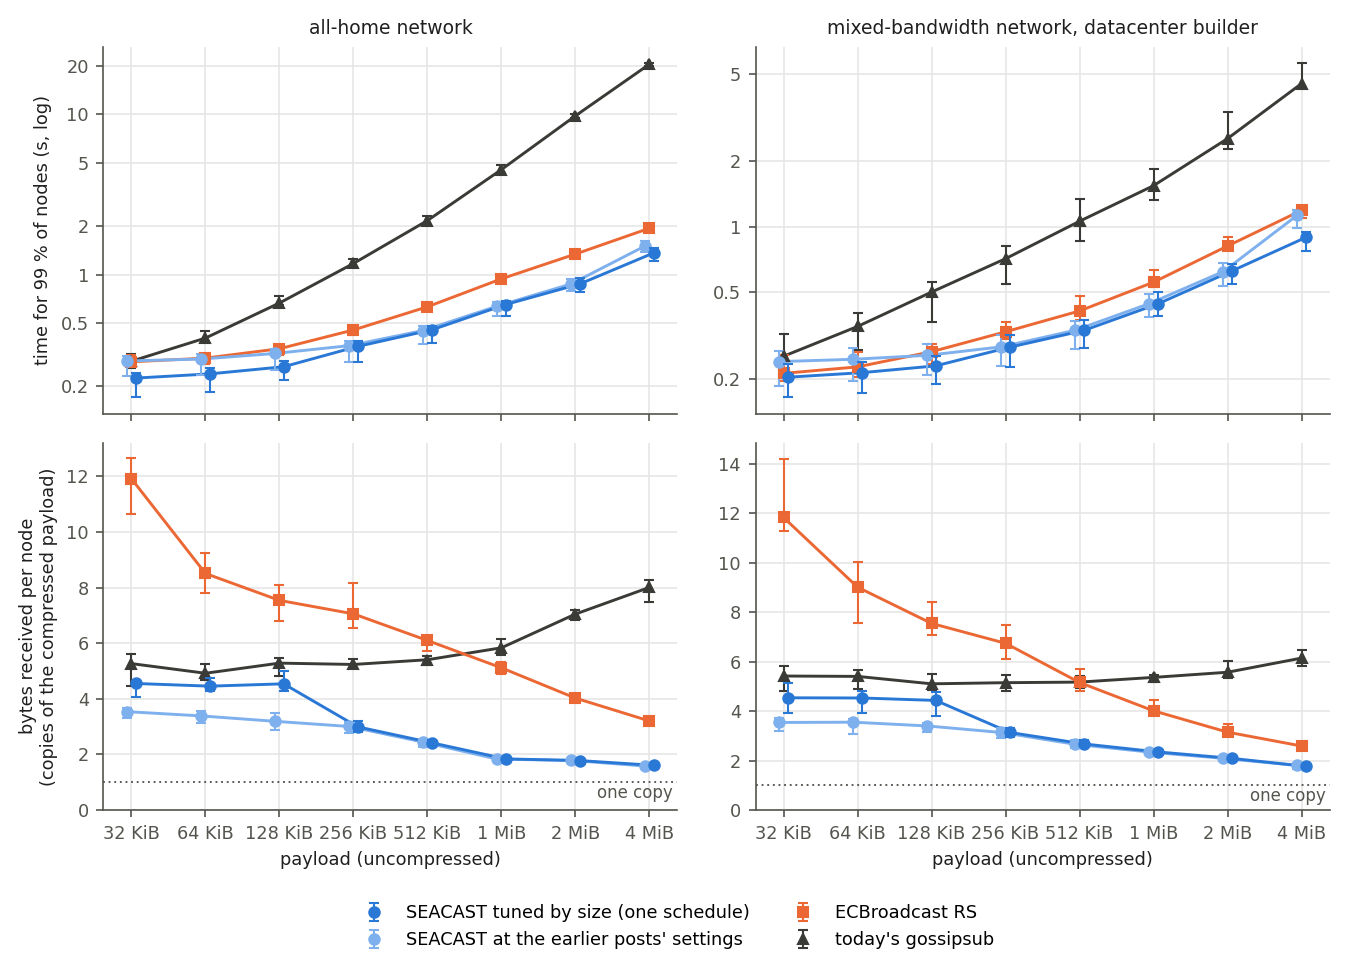 all-home network
mixed-bandwidth network, datacenter builder
time for 99 % of nodes (s, log)
20
10
5
2
1
0.5
0.2
5
2
1
0.5
0.2
bytes received per node
(copies of the compressed payload)
12
10
8
6
4
2
0
one copy
14
12
10
8
6
4
2
0
one copy
32 KiB 64 KiB 128 KiB 256 KiB 512 KiB 1 MiB 2 MiB 4 MiB
payload (uncompressed)
32 KiB 64 KiB 128 KiB 256 KiB 512 KiB 1 MiB 2 MiB 4 MiB
payload (uncompressed)
SEACAST tuned by size (one schedule)
SEACAST at the earlier posts' settings
ECBroadcast RS
today's gossipsub